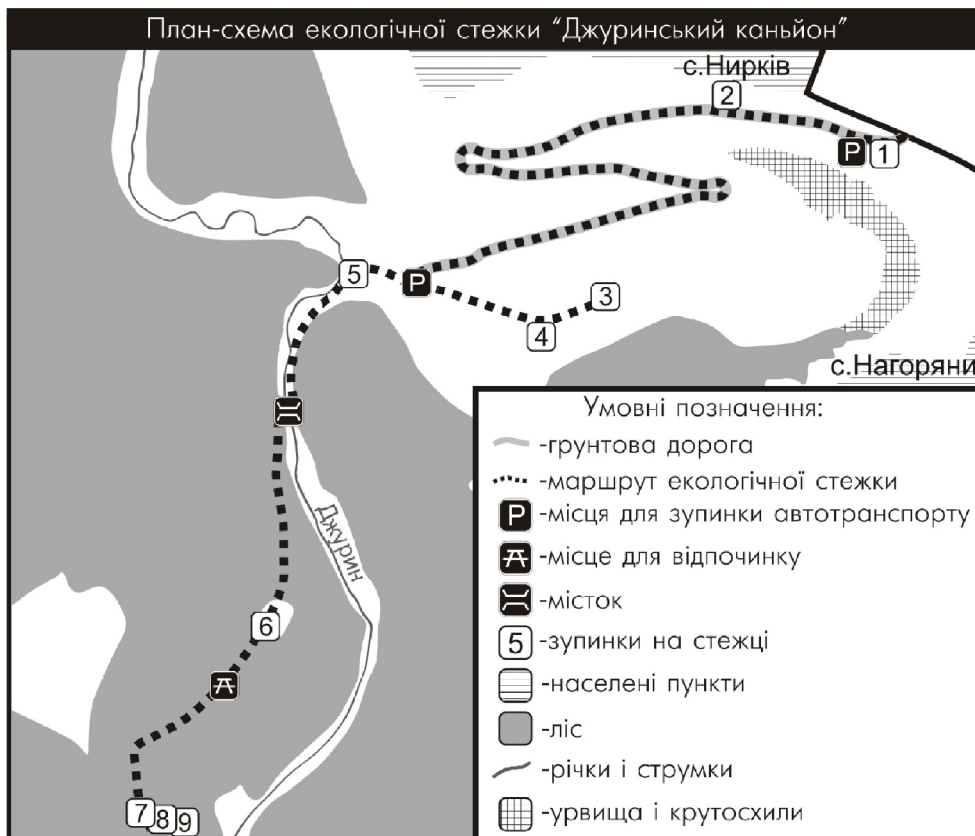 План-схема екологічної стежки “Джуринський каньйон”
с.Нирків
2
P 1
5
P
3
4
с.Нагоряни
Джурин
6
7 8 9
Умовні позначення:
-грунтова дорога
-маршрут екологічної стежки
P -місця для зупинки автотранспорту
-місце для відпочинку
-місток
5 -зупинки на стежці
-населені пункти
-ліс
-річки і струмки
-урвища і крутосхили